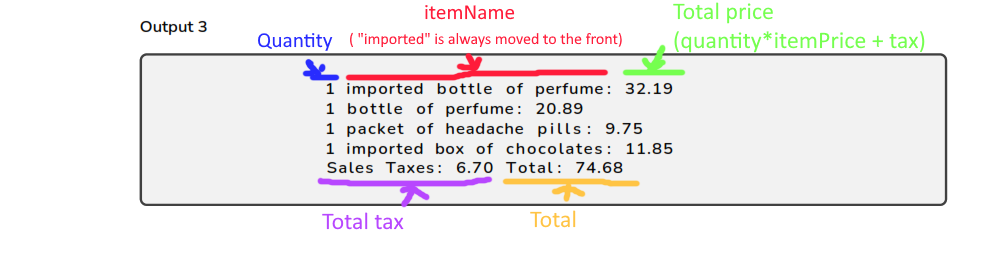 itemName
Total price
Output 3
Quantity
( "imported" is always moved to the front)
(quantity*itemPrice + tax)
1 imported bottle of perfume: 32.19
1 bottle of perfume: 20.89
1 packet of headache pills: 9.75
1 imported box of chocolates: 11.85
Sales Taxes: 6.70 Total: 74.68
Total tax
Total